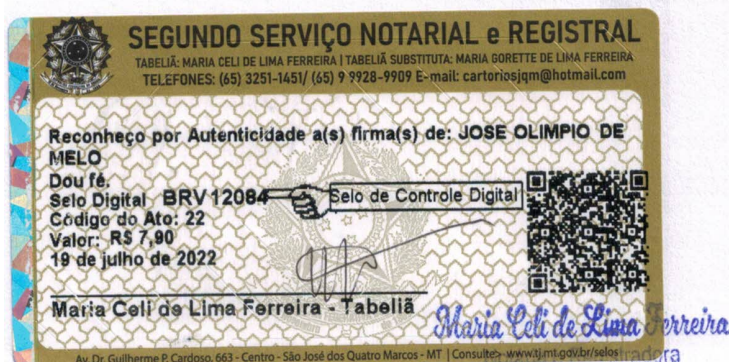 SEGUNDO SERVIÇO NOTARIAL e REGISTRAL
TABELIÃ: MARIA CELI DE LIMA FERREIRA | TABELIÃ SUBSTITUTA: MARIA GORETTE DE LIMA FERREIRA
TELEFONES: (65) 3251-1451/ (65) 9 9928-9909 E-mail: cartoriosjqm@hotmail.com
Reconheço por Autenticidade a(s) firma(s) de: JOSE OLIMPIO DE
MELO
Dou fé.
Selo Digital BRV12084 Selo de Controle Digital
Código do Ato: 22
Valor: R$ 7,90
19 de julho de 2022
Maria Celi de Lima Ferreira - Tabeliã
Maria Celi de Lima Ferreira
Av. Dr. Guilherme P. Cardoso, 663 - Centro - São José dos Quatro Marcos - MT | Consulte> www.tj.mt.gov.br/selos